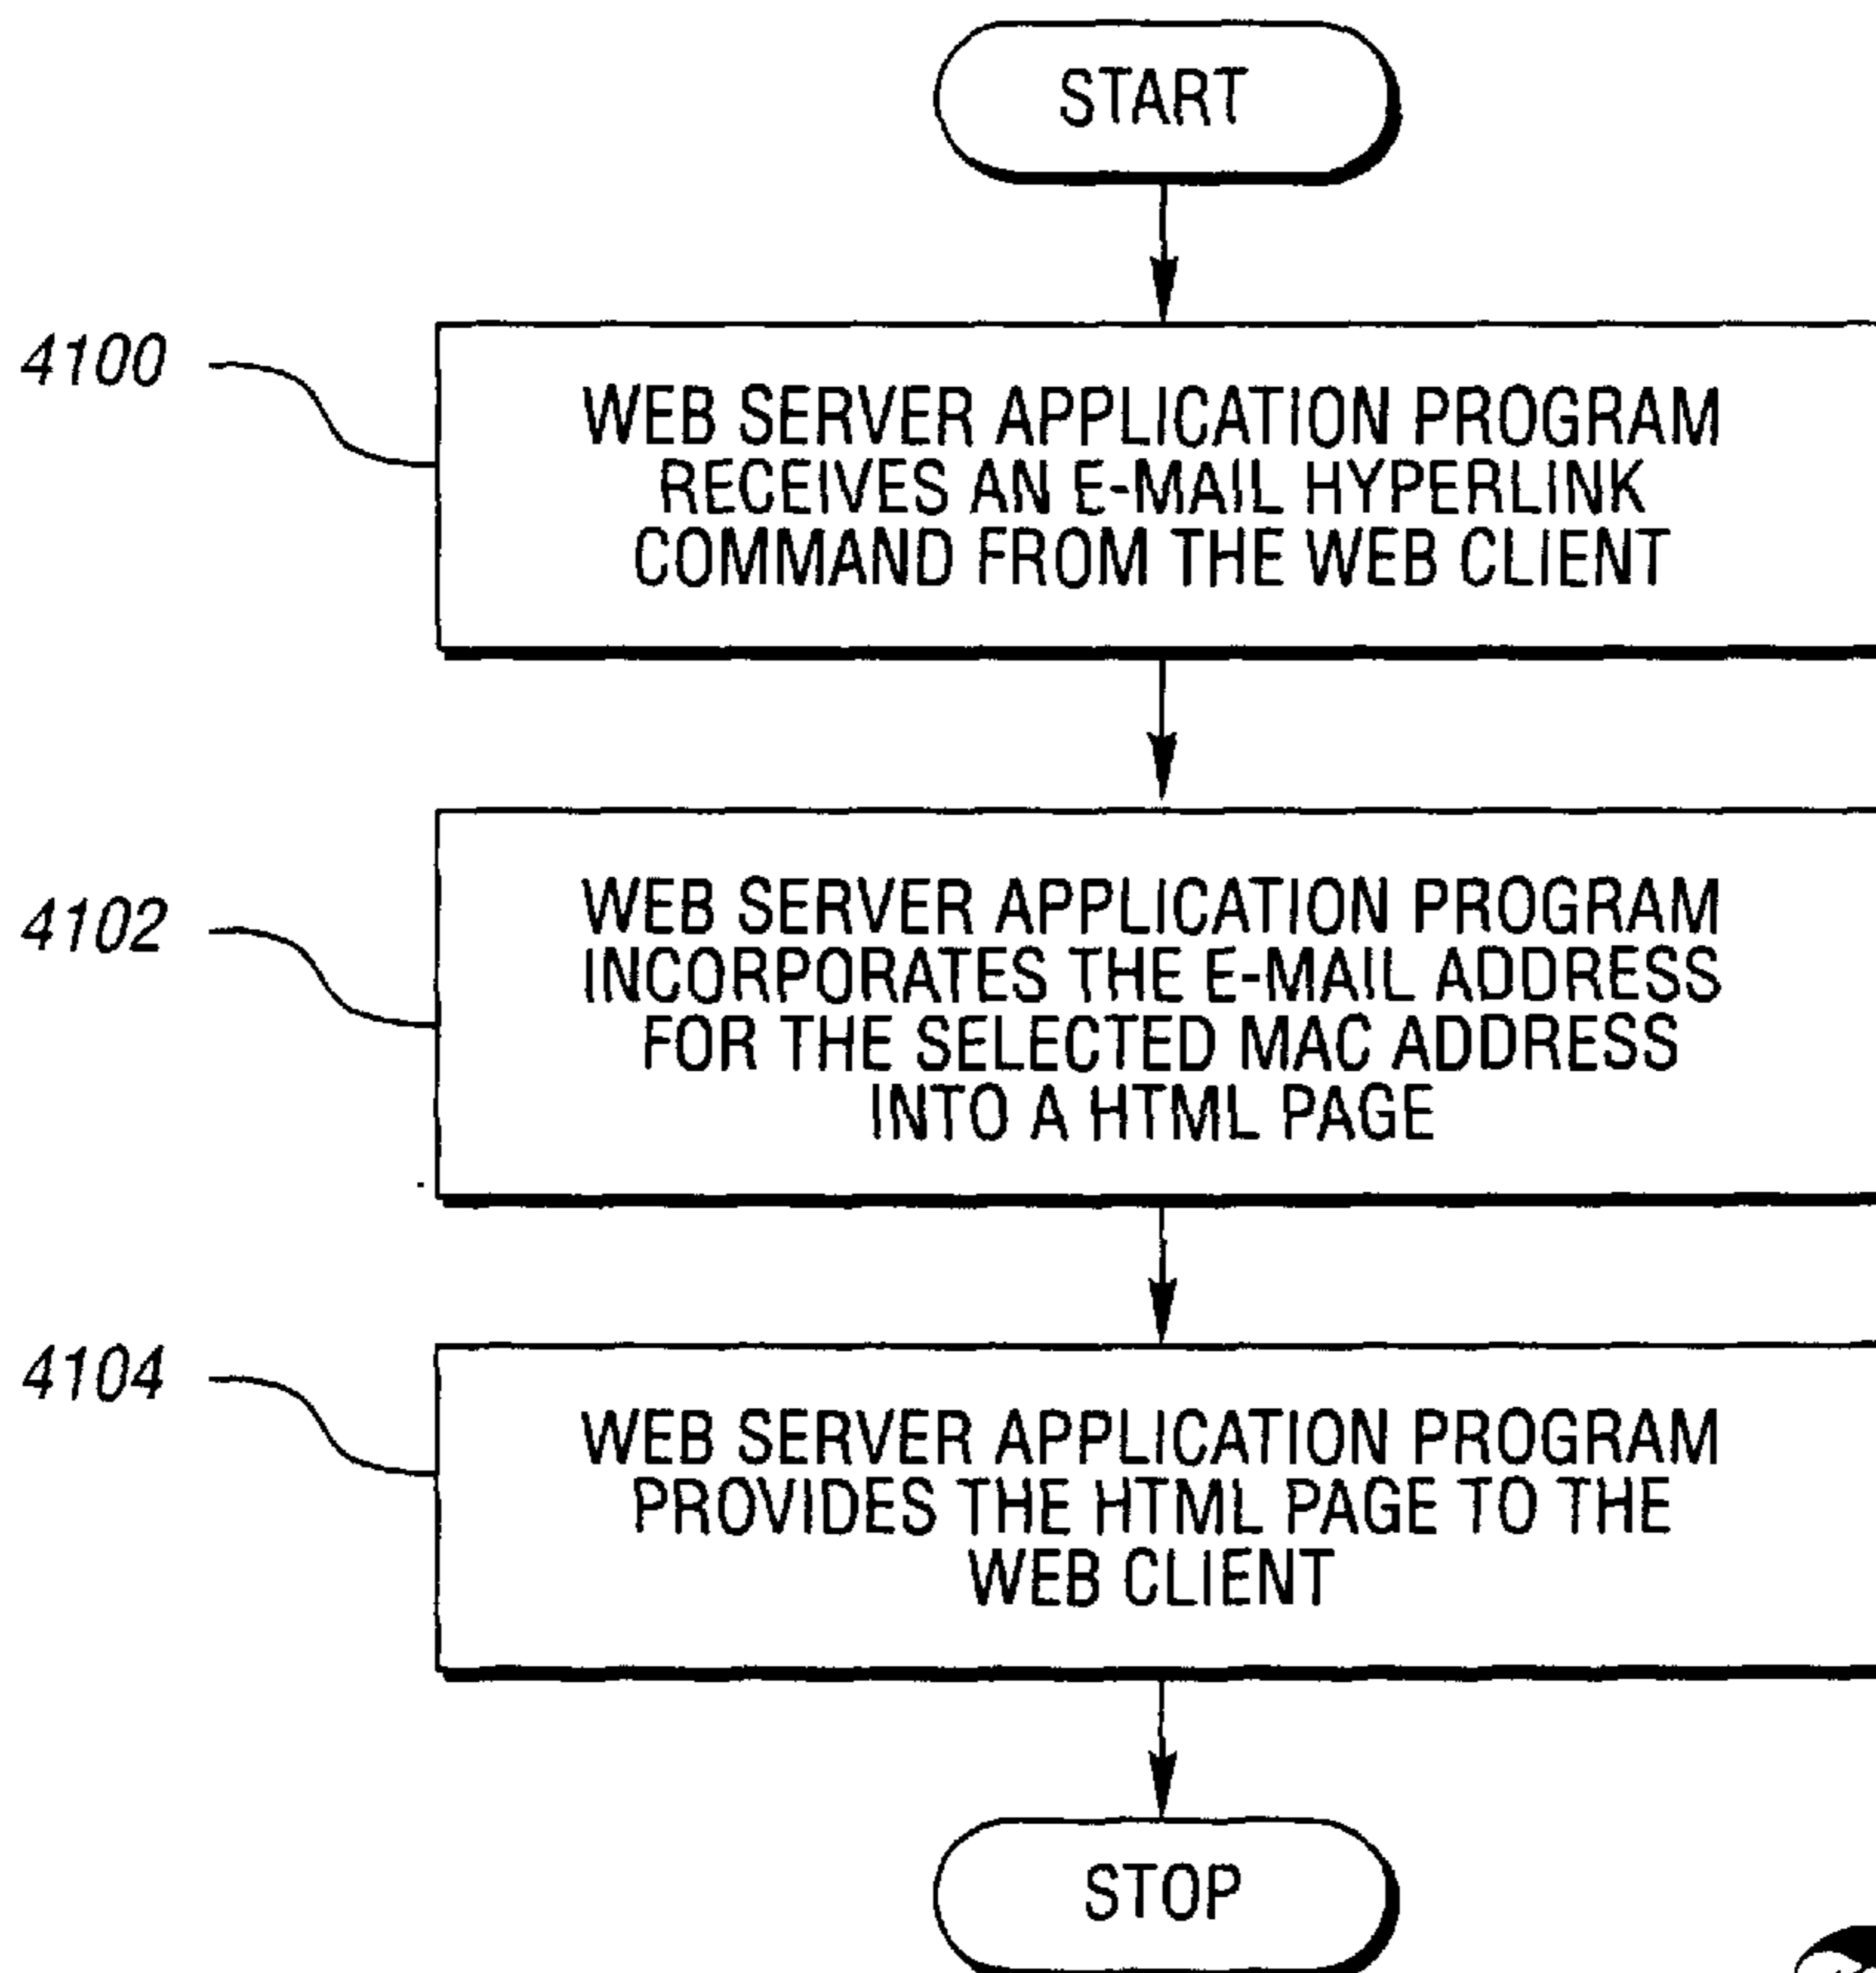 START
4100
WEB SERVER APPLICATION PROGRAM
RECEIVES AN E-MAIL HYPERLINK
COMMAND FROM THE WEB CLIENT
4102
WEB SERVER APPLICATION PROGRAM
INCORPORATES THE E-MAIL ADDRESS
FOR THE SELECTED MAC ADDRESS
INTO A HTML PAGE
4104
WEB SERVER APPLICATION PROGRAM
PROVIDES THE HTML PAGE TO THE
WEB CLIENT
STOP